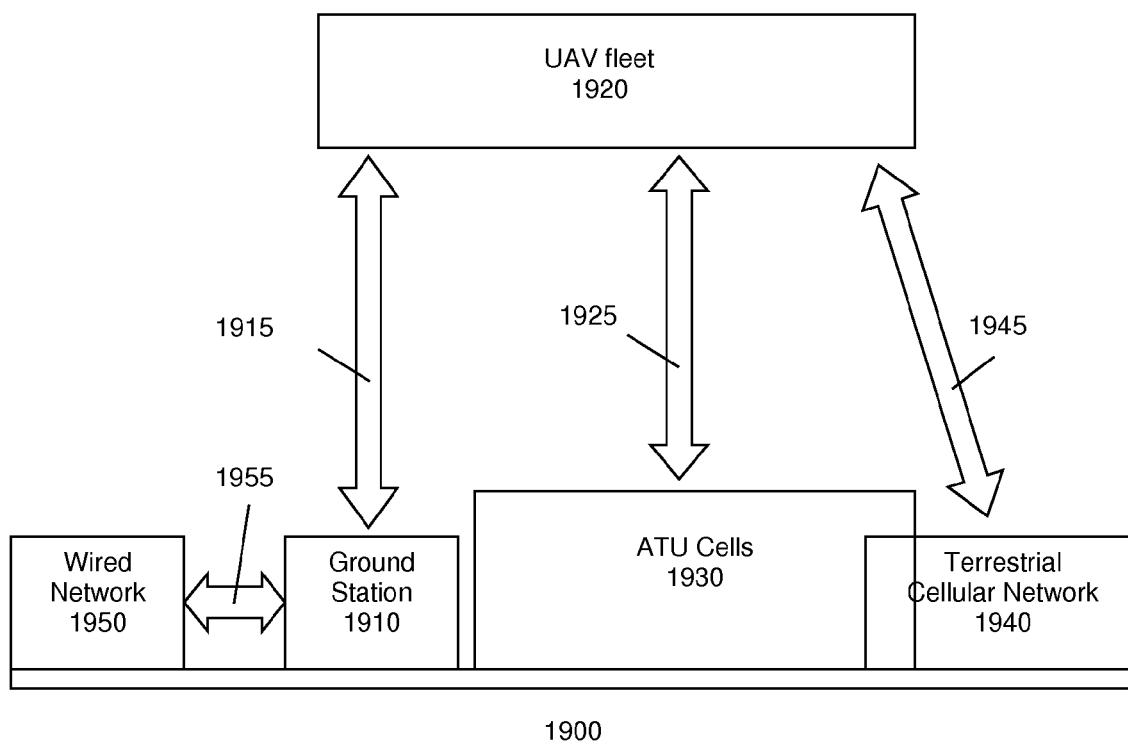 UAV fleet
1920
1915
1925
1945
1955
Wired
Network
1950
Ground
Station
1910
ATU Cells
1930
Terrestrial
Cellular Network
1940
1900